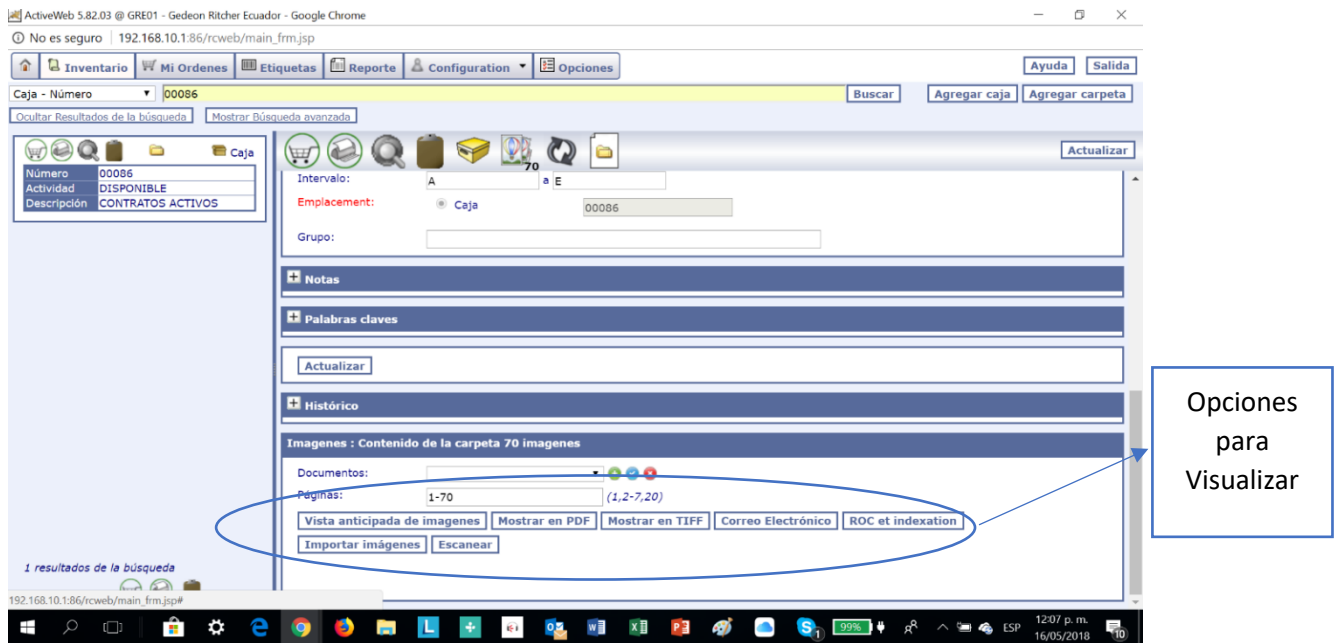 ActiveWeb 5.82.03 @ GRE01 - Gedeon Ritcher Ecuador - Google Chrome
No es seguro | 192.168.10.1:86/rcweb/main_frm.jsp
Inventario Mi Ordenes Etiquetas Reporte Configuration Opciones Ayuda Salida
Caja - Número 00086 Buscar Agregar caja Agregar carpeta
Ocultar Resultados de la búsqueda Mostrar Búsqueda avanzada
Caja
Número 00086
Actividad DISPONIBLE
Descripción CONTRATOS ACTIVOS
70 Actualizar
Intervalo: A a E
Emplacement: Caja 00086
Grupo:
Notas
Palabras claves
Actualizar
Histórico
Imagenes : Contenido de la carpeta 70 imagenes
Documentos:
Páginas: 1-70 (1,2-7,20)
Vista anticipada de imagenes Mostrar en PDF Mostrar en TIFF Correo Electrónico ROC et indexation
Importar imágenes Escanear
Opciones
para
Visualizar
1 resultados de la búsqueda
192.168.10.1:86/rcweb/main_frm.jsp#
99% ESP 12:07 p. m.
16/05/2018 10